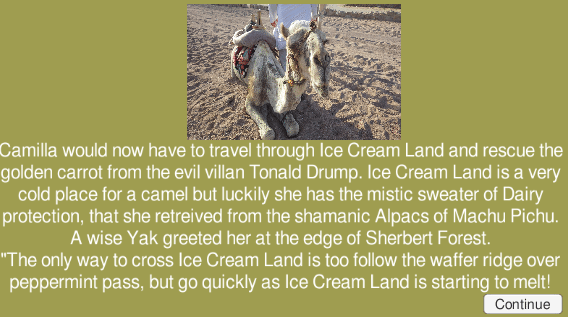 Camilla would now have to travel through Ice Cream Land and rescue the
golden carrot from the evil villan Tonald Drump. Ice Cream Land is a very
cold place for a camel but luckily she has the mistic sweater of Dairy
protection, that she retreived from the shamanic Alpacs of Machu Pichu.
A wise Yak greeted her at the edge of Sherbert Forest.
"The only way to cross Ice Cream Land is too follow the waffer ridge over
peppermint pass, but go quickly as Ice Cream Land is starting to melt!
Continue